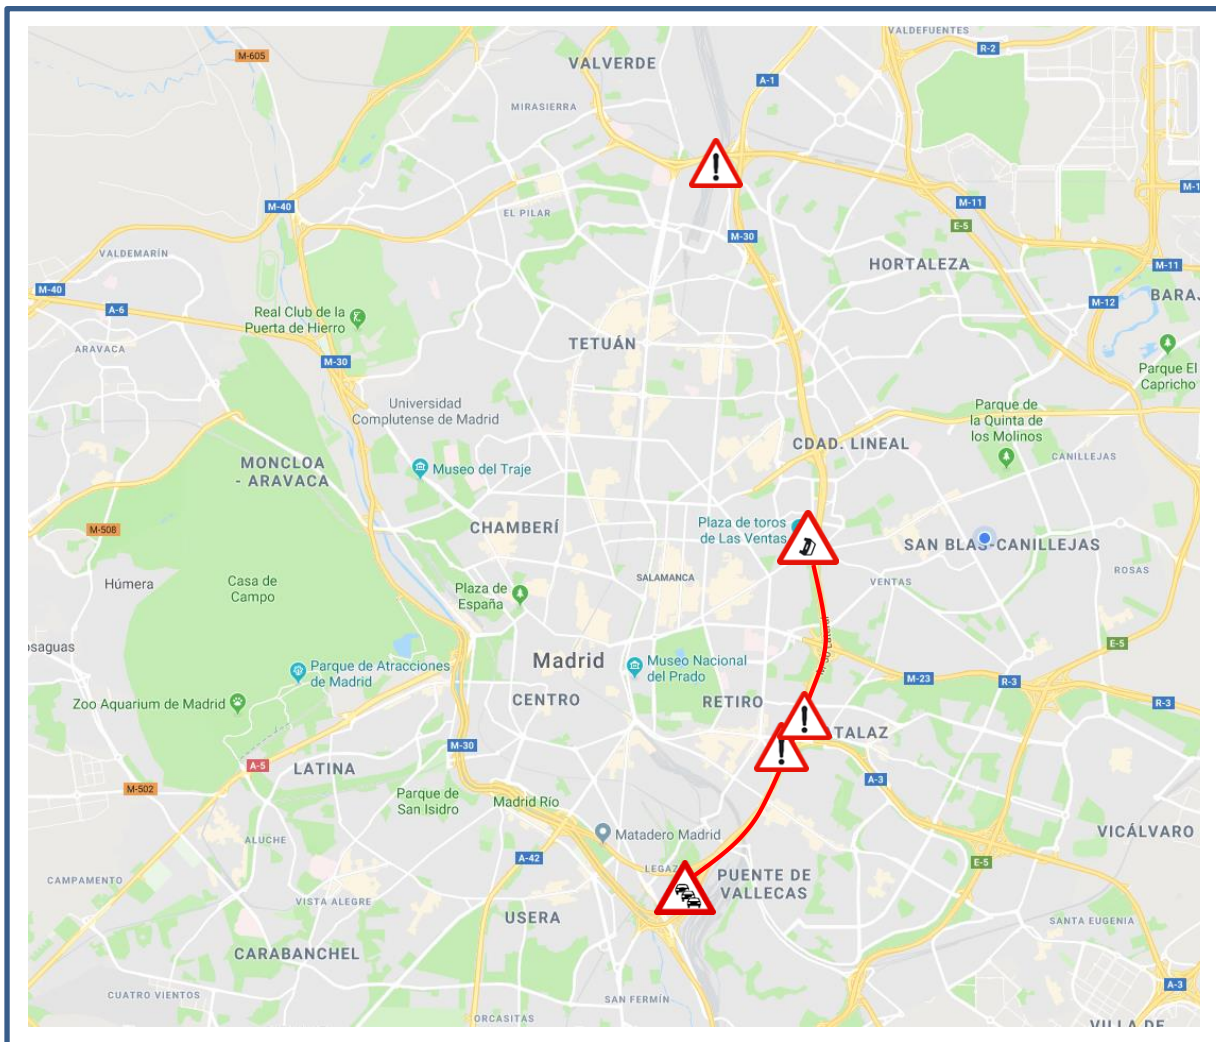 VALDEFUENTES
R-2
M-605
VALVERDE
A-1
MIRASIERRA
M-1
M-40
EL PILAR
M-11
E-5
M-30
VALDEMARÍN
HORTALEZA
M-11
M-40
BARAJ
A-6
M-12
Real Club de la
Puerta de Hierro
TETUÁN
ARAVACA
M-30
Parque El
Capricho
Universidad
Complutense de Madrid
Parque de
la Quinta de
los Molinos
CDAD. LINEAL
CANILLEJAS
MONCLOA
- ARAVACA
Museo del Traje
M-508
CHAMBERÍ
Plaza de toros
de Las Ventas
SAN BLAS-CANILLEJAS
Húmera
Casa de
Campo
SALAMANCA
VENTAS
ROSAS
Plaza de
España
osaguas
E-5
Madrid
Museo Nacional
del Prado
Parque de Atracciones
de Madrid
M-23
R-3
Zoo Aquarium de Madrid
CENTRO
RETIRO
R-3
TALAZ
M-30
A-5
LATINA
A-3
M-502
Parque de
San Isidro
Madrid Río
Matadero Madrid
VICÁLVARO
ALUCHE
A-42
E-5
LEGAZ
CAMPAMENTO
PUENTE DE
VALLECAS
VISTA ALEGRE
USERA
SANTA EUGENIA
CARABANCHEL
A-3
CUATRO VIENTOS
SAN FERMÍN
ORCASITAS
VILLA DE